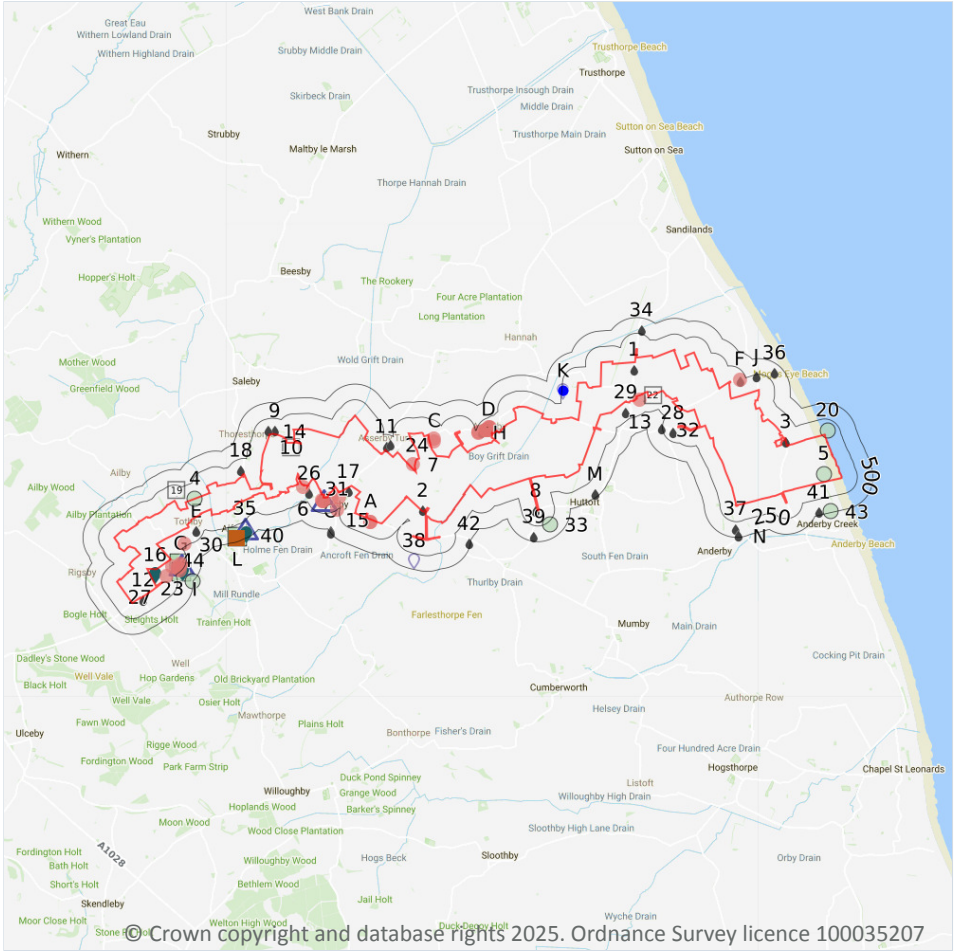 West Bank Drain
Great Eau
Withern Lowland Drain
Withern Highland Drain
Srubby Middle Drain
Trusthorpe Beach
Trusthorpe
Trusthorpe Insough Drain
Skirbeck Drain
Middle Drain
Sutton on Sea Beach
Strubby
Trusthorpe Main Drain
Maltby le Marsh
Sutton on Sea
Withern
Thorpe Hannah Drain
Withern Wood
Vyner's Plantation
Sandilands
Hopper's Holt
Beesby
The Rookery
Four Acre Plantation
Long Plantation
34
Hannah
Mother Wood
Wold Grift Drain
1
F
J
36
Greenfield Wood
Saleby
K
Moggs Eye Beach
29
22
9
D
13
28
20
Thoresthorpe
14
11
C
H
32
3
Asserby Turn
10
24
Boy Grift Drain
5
Ailby
18
7
500
4
26
17
M
Ailby Wood
19
31
2
8
41
35
A
Huttoft
37
250
43
Ailby Plantation
E
6
15
39
33
Anderby Creek
Tothby
40
42
N
Anderby Beach
G
30
Holme Fen Drain
38
Anderby
16
44
L
Ancroft Fen Drain
South Fen Drain
Rigsby
12
23
I
Thurlby Drain
27
Mill Rundle
Bogle Holt
Sleights Holt
Trainfen Holt
Farlesthorpe Fen
Mumby
Main Drain
Dadley's Stone Wood
Well
Cocking Pit Drain
Well Vale
Hop Gardens
Old Brickyard Plantation
Black Holt
Cumberworth
Well Vale
Osier Holt
Authorpe Row
Mawthorpe
Helsey Drain
Fawn Wood
Plains Holt
Ulceby
Bonthorpe
Fisher's Drain
Rigge Wood
Four Hundred Acre Drain
Fordington Wood
Park Farm Strip
Hogsthorpe
Chapel St Leonards
Duck Pond Spinney
Listoft
Willoughby
Grange Wood
Willoughby High Drain
Hoplands Wood
Barker's Spinney
Moon Wood
Wood Close Plantation
Sloothby High Lane Drain
A1028
Fordington Holt
Willoughby Wood
Hogs Beck
Sloothby
Orby Drain
Bath Holt
Short's Holt
Bethlem Wood
Jail Holt
Skendleby
Wyche Drain
Moor Close Holt
Welton High Wood
Duck Decoy Holt
© Crown copyright and database rights 2025. Ordnance Survey licence 100035207